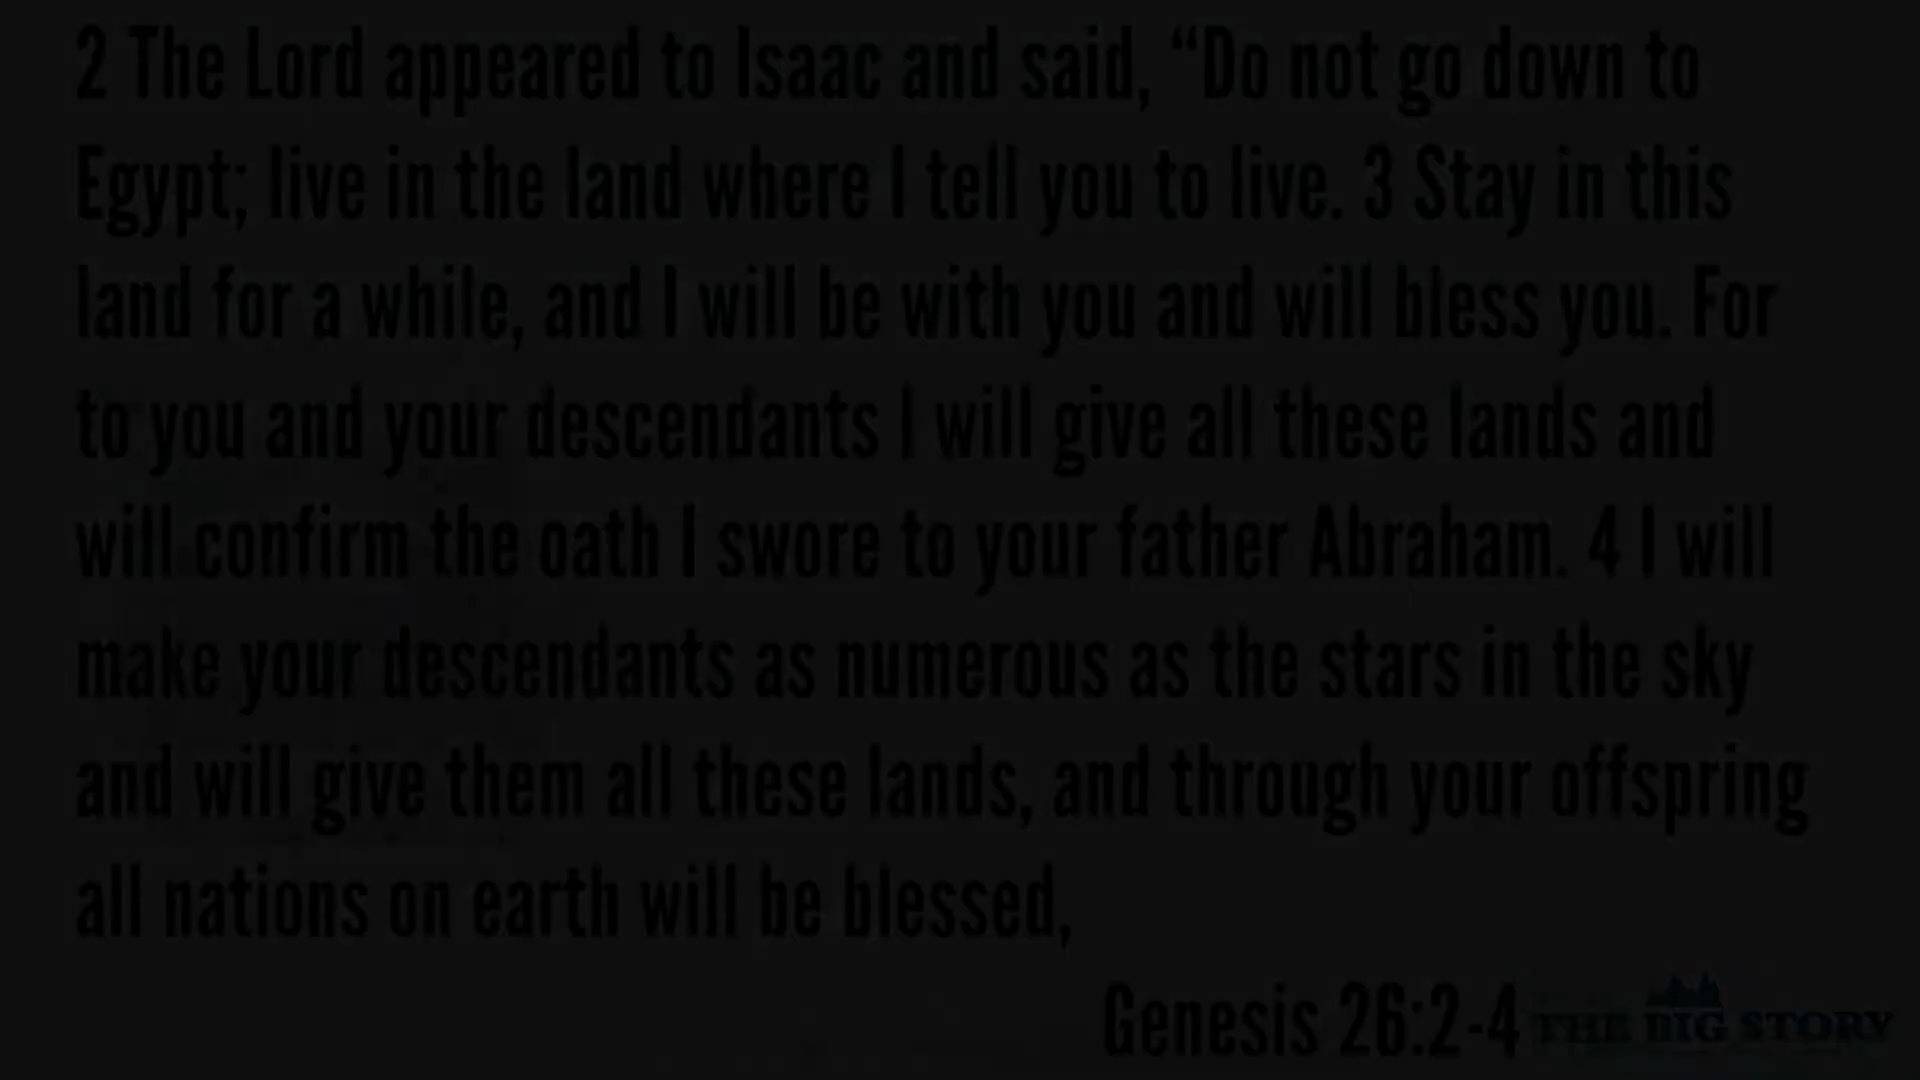 2 The Lord appeared to Isaac and said, “Do not go down to
Egypt; live in the land where I tell you to live. 3 Stay in this
land for a while, and I will be with you and will bless you. For
to you and your descendants I will give all these lands and
will confirm the oath I swore to your father Abraham. 4 I will
make your descendants as numerous as the stars in the sky
and will give them all these lands, and through your offspring
all nations on earth will be blessed,
Genesis 26:2-4
THE BIG STORY